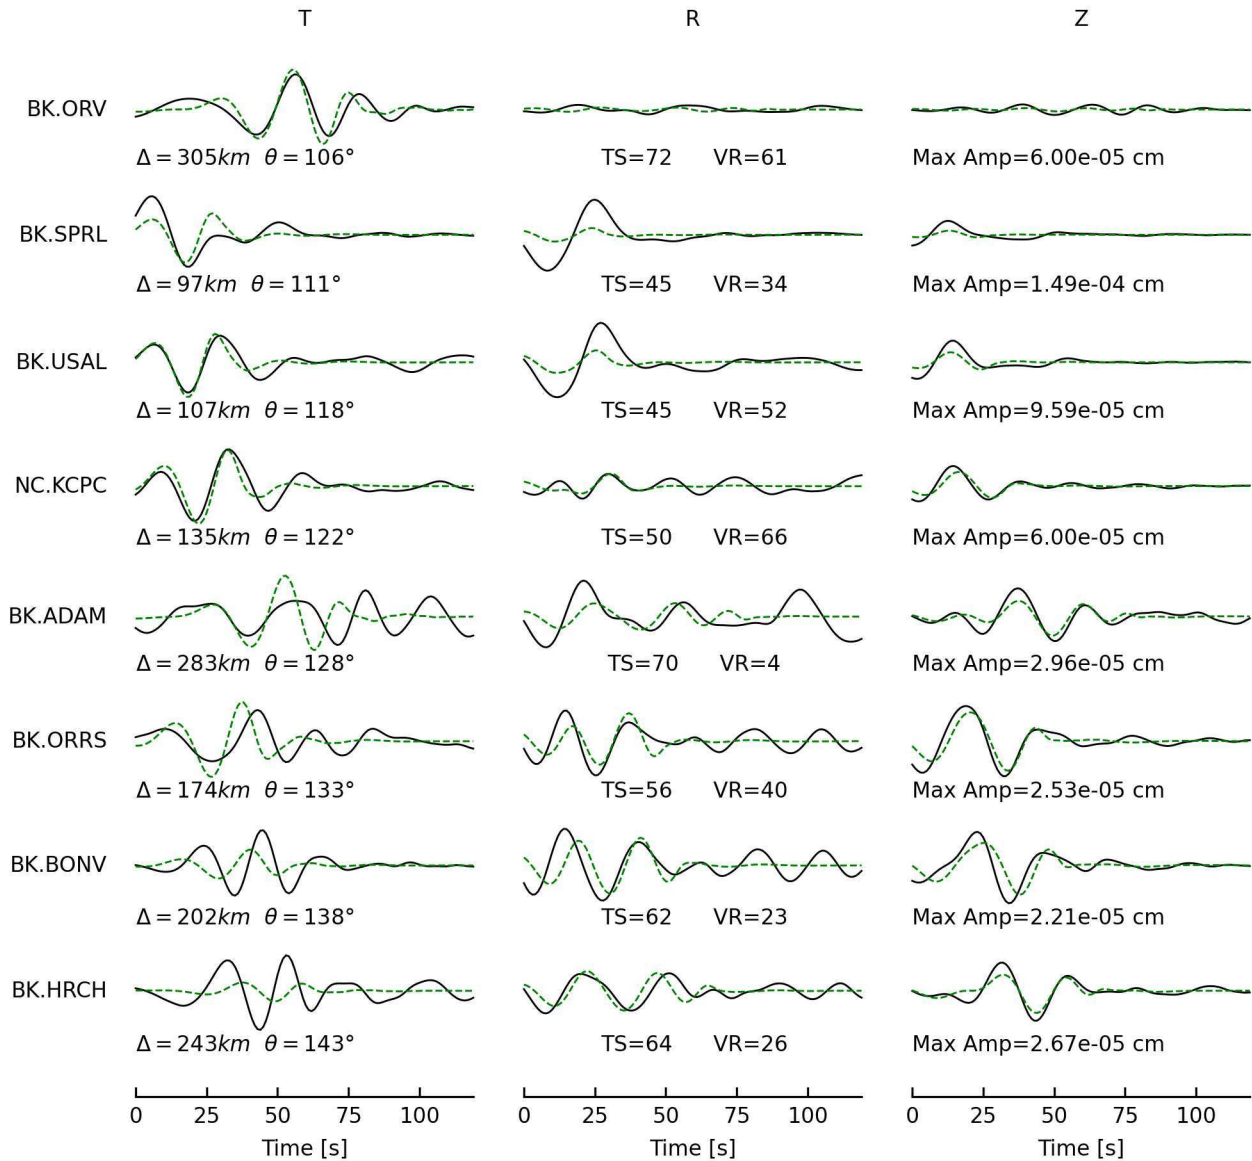 T R Z
BK.ORV
Δ = 305km θ = 106° TS=72 VR=61 Max Amp=6.00e-05 cm
BK.SPRL
Δ = 97km θ = 111° TS=45 VR=34 Max Amp=1.49e-04 cm
BK.USAL
Δ = 107km θ = 118° TS=45 VR=52 Max Amp=9.59e-05 cm
NC.KCPC
Δ = 135km θ = 122° TS=50 VR=66 Max Amp=6.00e-05 cm
BK.ADAM
Δ = 283km θ = 128° TS=70 VR=4 Max Amp=2.96e-05 cm
BK.ORRS
Δ = 174km θ = 133° TS=56 VR=40 Max Amp=2.53e-05 cm
BK.BONV
Δ = 202km θ = 138° TS=62 VR=23 Max Amp=2.21e-05 cm
BK.HRCH
Δ = 243km θ = 143° TS=64 VR=26 Max Amp=2.67e-05 cm
0 25 50 75 100 0 25 50 75 100 0 25 50 75 100
Time [s] Time [s] Time [s]